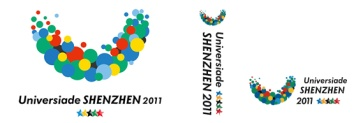 Universiade SHENZHEN 2011
Universiade
SHENZHEN 2011
Universiade
SHENZHEN
2011